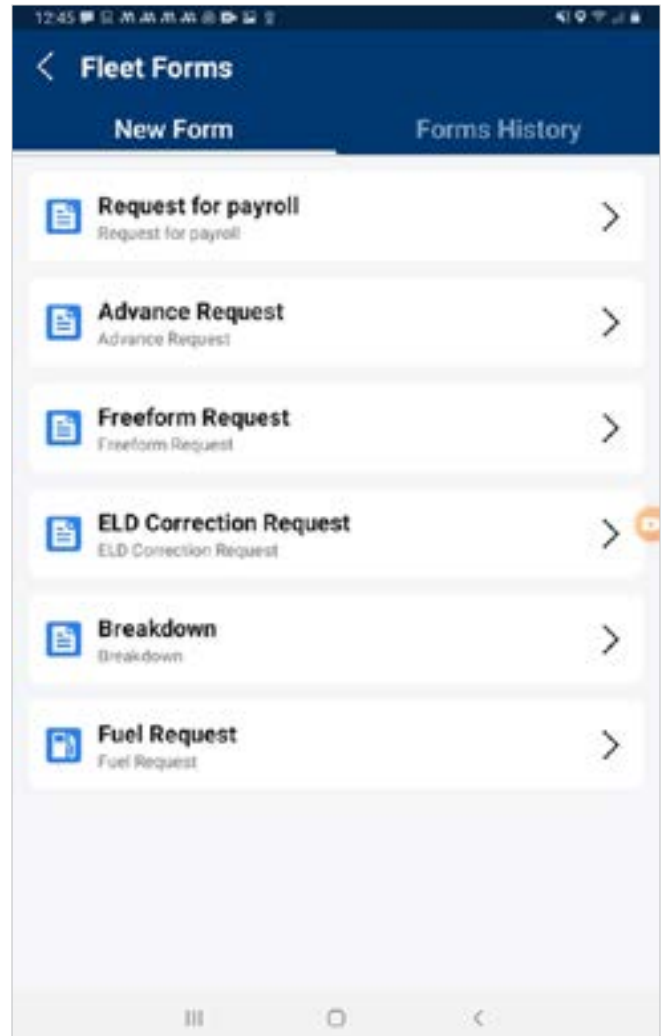 12:45
Fleet Forms
New Form
Forms History
Request for payroll
Request for payroll
Advance Request
Advance Request
Freeform Request
Freeform Request
ELD Correction Request
ELD Correction Request
Breakdown
Breakdown
Fuel Request
Fuel Request